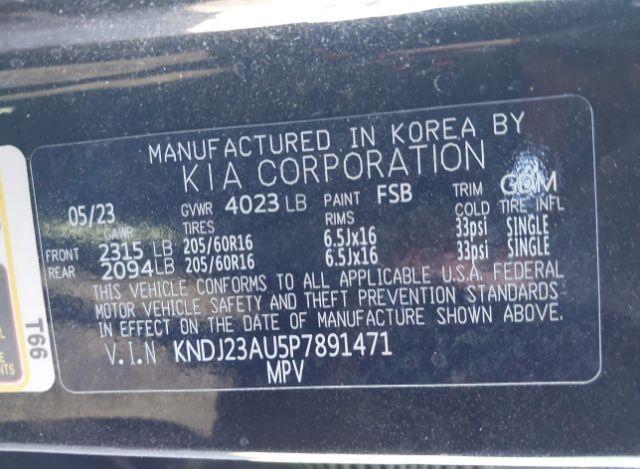 MANUFACTURED IN KOREA BY
KIA CORPORATION
05/23 GVWR 4023 LB PAINT FSB TRIM GDM
GAWR TIRES RIMS COLD TIRE INFL
FRONT 2315 LB 205/60R16 6.5Jx16 33psi SINGLE
REAR 2094 LB 205/60R16 6.5Jx16 33psi SINGLE
THIS VEHICLE CONFORMS TO ALL APPLICABLE U.S.A. FEDERAL
MOTOR VEHICLE SAFETY AND THEFT PREVENTION STANDARDS
IN EFFECT ON THE DATE OF MANUFACTURE SHOWN ABOVE.
V.I.N KNDJ23AU5P7891471
MPV
T66